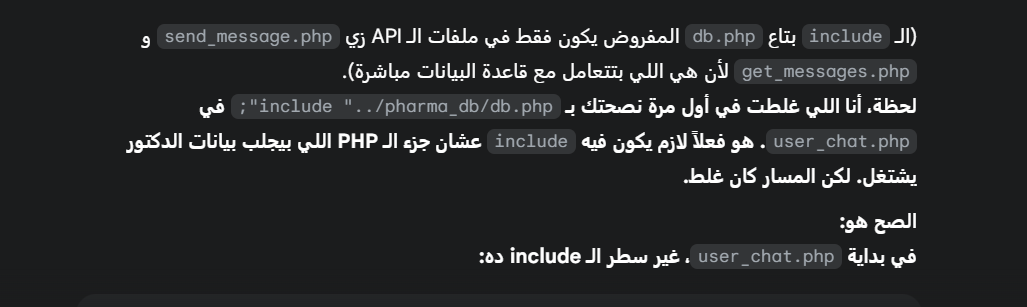 (الـ include بتاع db.php المفروض يكون فقط في ملفات الـ API زي send_message.php و
get_messages.php لأن هي اللي بتتعامل مع قاعدة البيانات مباشرة).
لحظة، أنا اللي غلطت في أول مرة نصحتك بـ include "../pharma_db/db.php"; في
user_chat.php. هو فعلاً لازم يكون فيه include عشان جزء الـ PHP اللي بيجلب بيانات الدكتور
يشتغل. لكن المسار كان غلط.
الصح هو:
في بداية user_chat.php، غير سطر الـ include ده: